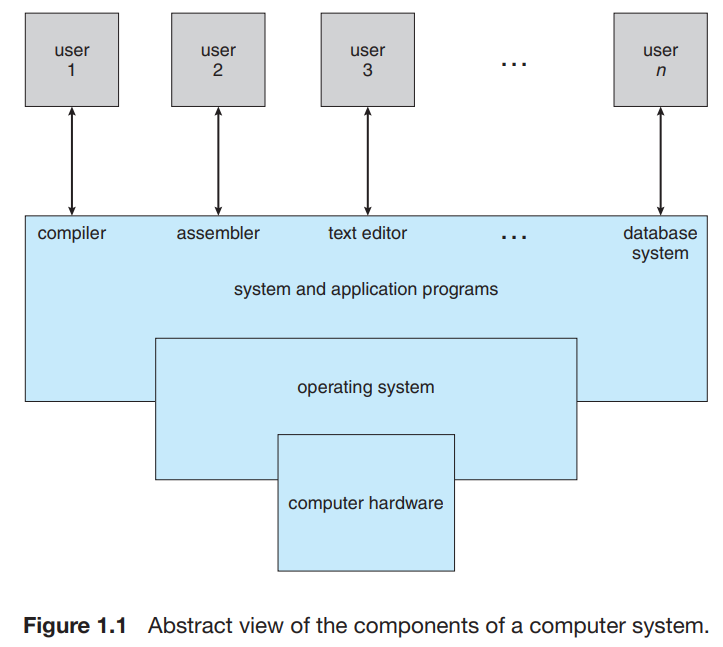 user
1
user
2
user
3
...
user
n
compiler
assembler
text editor
...
database
system
system and application programs
operating system
computer hardware
Figure 1.1 Abstract view of the components of a computer system.